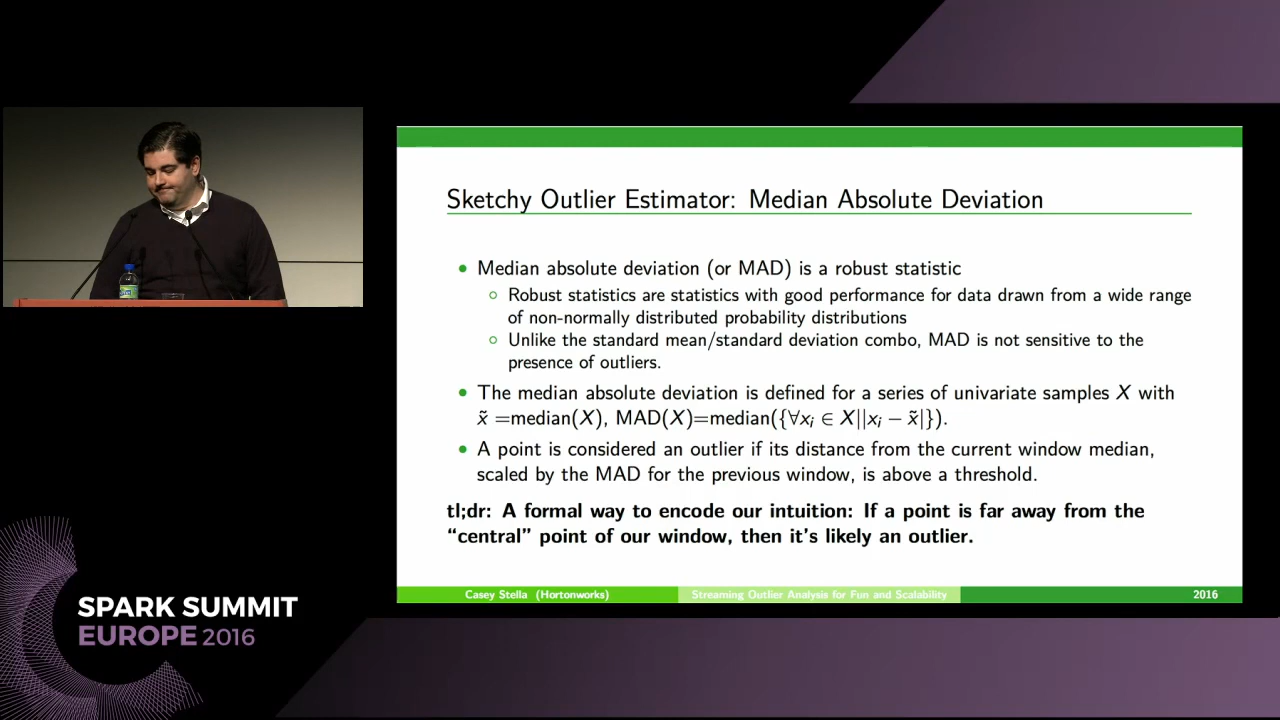 Sketchy Outlier Estimator: Median Absolute Deviation
• Median absolute deviation (or MAD) is a robust statistic
◦ Robust statistics are statistics with good performance for data drawn from a wide range
of non-normally distributed probability distributions
◦ Unlike the standard mean/standard deviation combo, MAD is not sensitive to the
presence of outliers.
• The median absolute deviation is defined for a series of univariate samples X with
x̃ =median(X), MAD(X)=median({∀xᵢ ∈ X||xᵢ − x̃|}).
• A point is considered an outlier if its distance from the current window median,
scaled by the MAD for the previous window, is above a threshold.
tl;dr: A formal way to encode our intuition: If a point is far away from the
“central” point of our window, then it’s likely an outlier.
Casey Stella (Hortonworks) Streaming Outlier Analysis for Fun and Scalability 2016
SPARK SUMMIT
EUROPE 2016